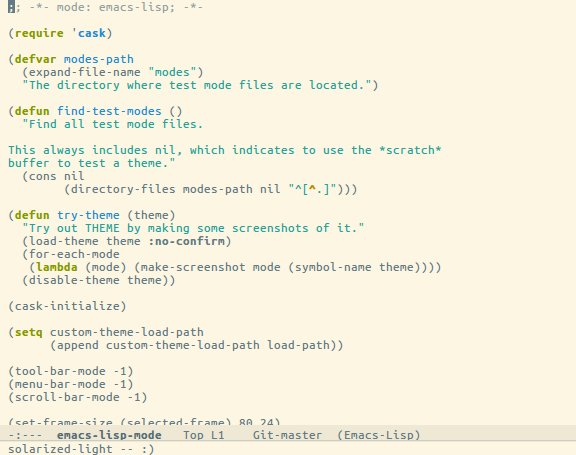 ;; -*- mode: emacs-lisp; -*-

(require 'cask)

(defvar modes-path
  (expand-file-name "modes")
  "The directory where test mode files are located.")

(defun find-test-modes ()
  "Find all test mode files.

This always includes nil, which indicates to use the *scratch*
buffer to test a theme."
  (cons nil
        (directory-files modes-path nil "^[^.]")))

(defun try-theme (theme)
  "Try out THEME by making some screenshots of it."
  (load-theme theme :no-confirm)
  (for-each-mode
   (lambda (mode) (make-screenshot mode (symbol-name theme))))
  (disable-theme theme))

(cask-initialize)

(setq custom-theme-load-path
      (append custom-theme-load-path load-path))

(tool-bar-mode -1)
(menu-bar-mode -1)
(scroll-bar-mode -1)

(set-frame-size (selected-frame) 80 24)
-:---  emacs-lisp-mode   Top L1    Git-master  (Emacs-Lisp)
solarized-light -- :)